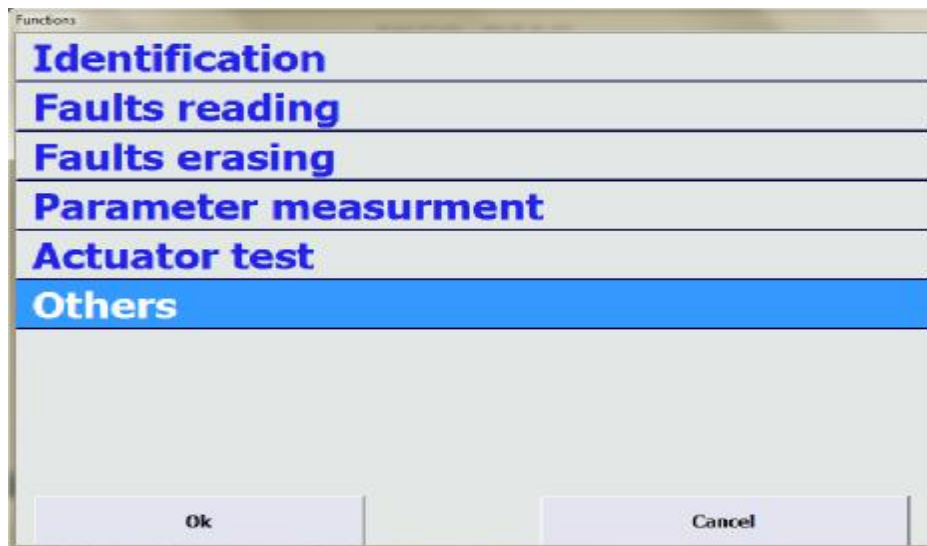 Functions
Identification
Faults reading
Faults erasing
Parameter measurment
Actuator test
Others
Ok
Cancel